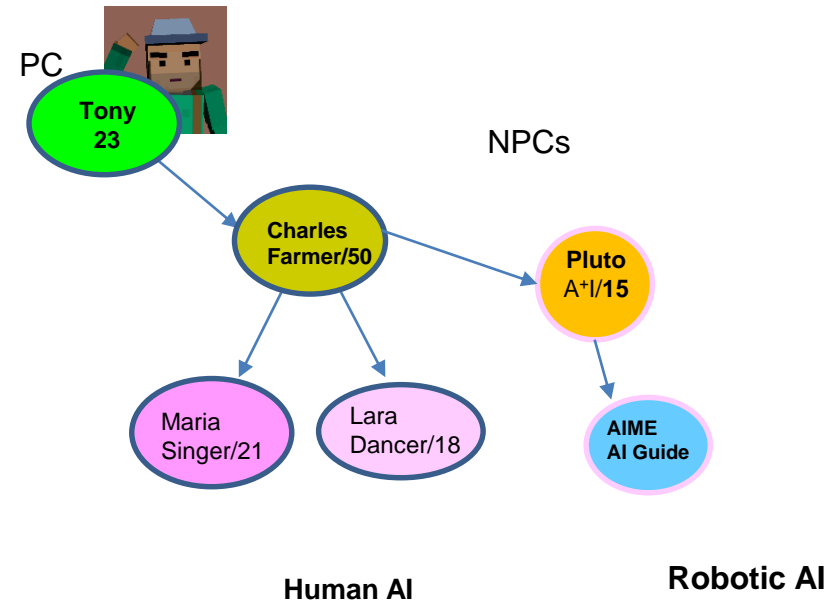 PC
Tony
23
NPCs
Charles
Farmer/50
Pluto
A⁺I/15
Maria
Singer/21
Lara
Dancer/18
AIME
AI Guide
Human AI
Robotic AI